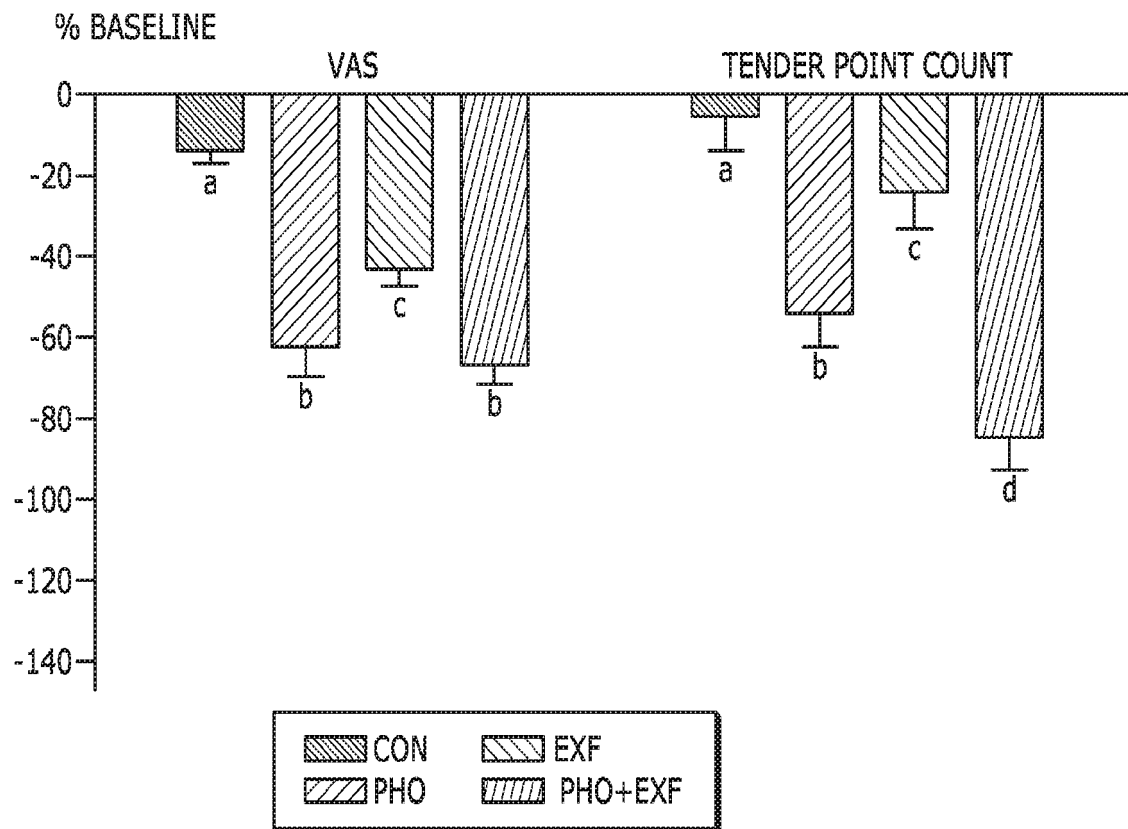 % BASELINE
VAS TENDER POINT COUNT
0
-20
-40
-60
-80
-100
-120
-140
a b c b
a b c d
CON EXF
PHO PHO+EXF